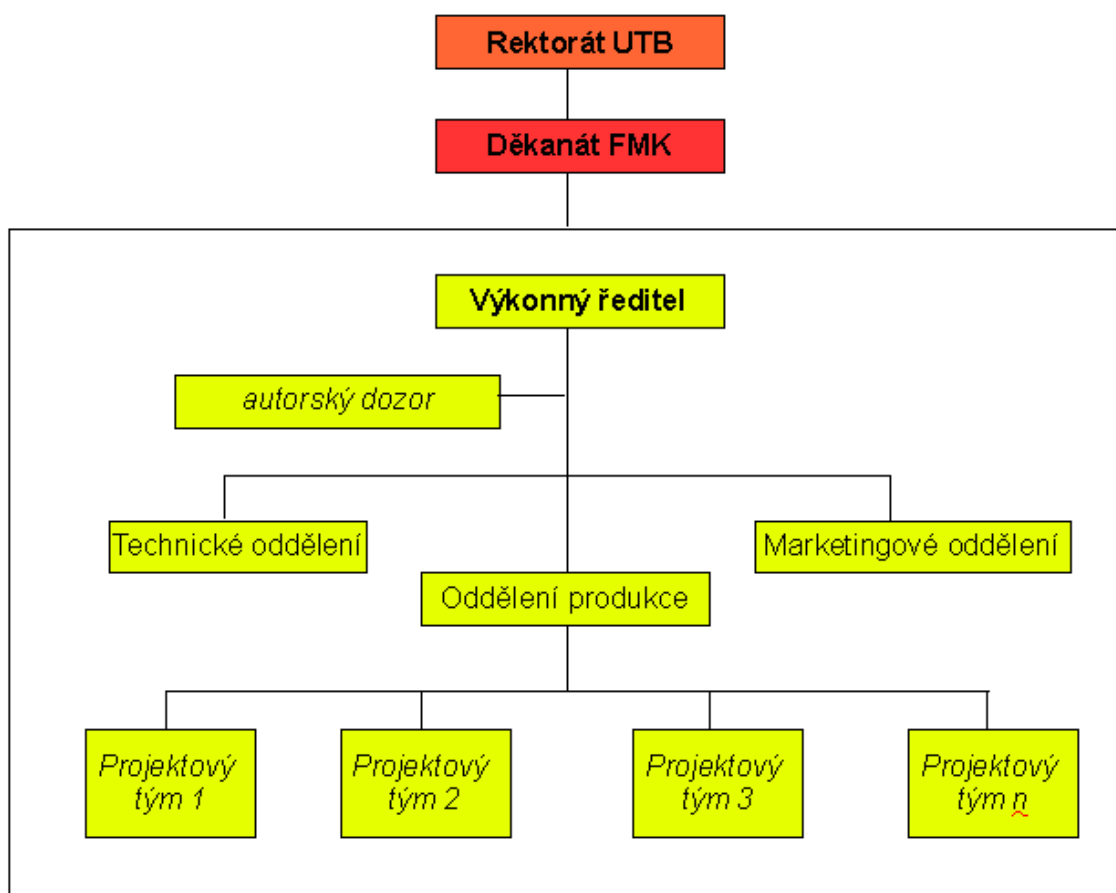 Rektorát UTB
Děkanát FMK
Výkonný ředitel
autorský dozor
Technické oddělení
Marketingové oddělení
Oddělení produkce
Projektový
tým 1
Projektový
tým 2
Projektový
tým 3
Projektový
tým n